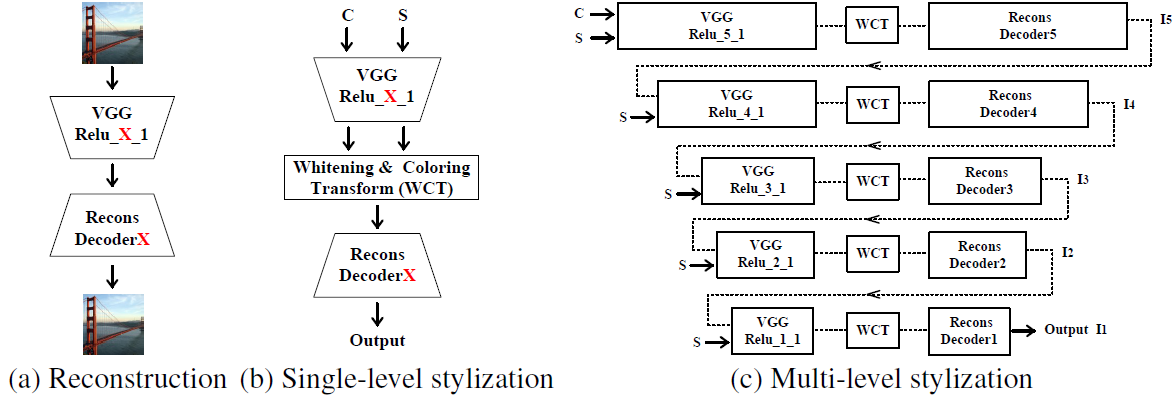 VGG
Relu_X_1
Recons
DecoderX
(a) Reconstruction
C S
VGG
Relu_X_1
Whitening & Coloring
Transform (WCT)
Recons
DecoderX
Output
(b) Single-level stylization
C
S
VGG
Relu_5_1
WCT
Recons
Decoder5
I5
S
VGG
Relu_4_1
WCT
Recons
Decoder4
I4
S
VGG
Relu_3_1
WCT
Recons
Decoder3
I3
S
VGG
Relu_2_1
WCT
Recons
Decoder2
I2
S
VGG
Relu_1_1
WCT
Recons
Decoder1
Output I1
(c) Multi-level stylization